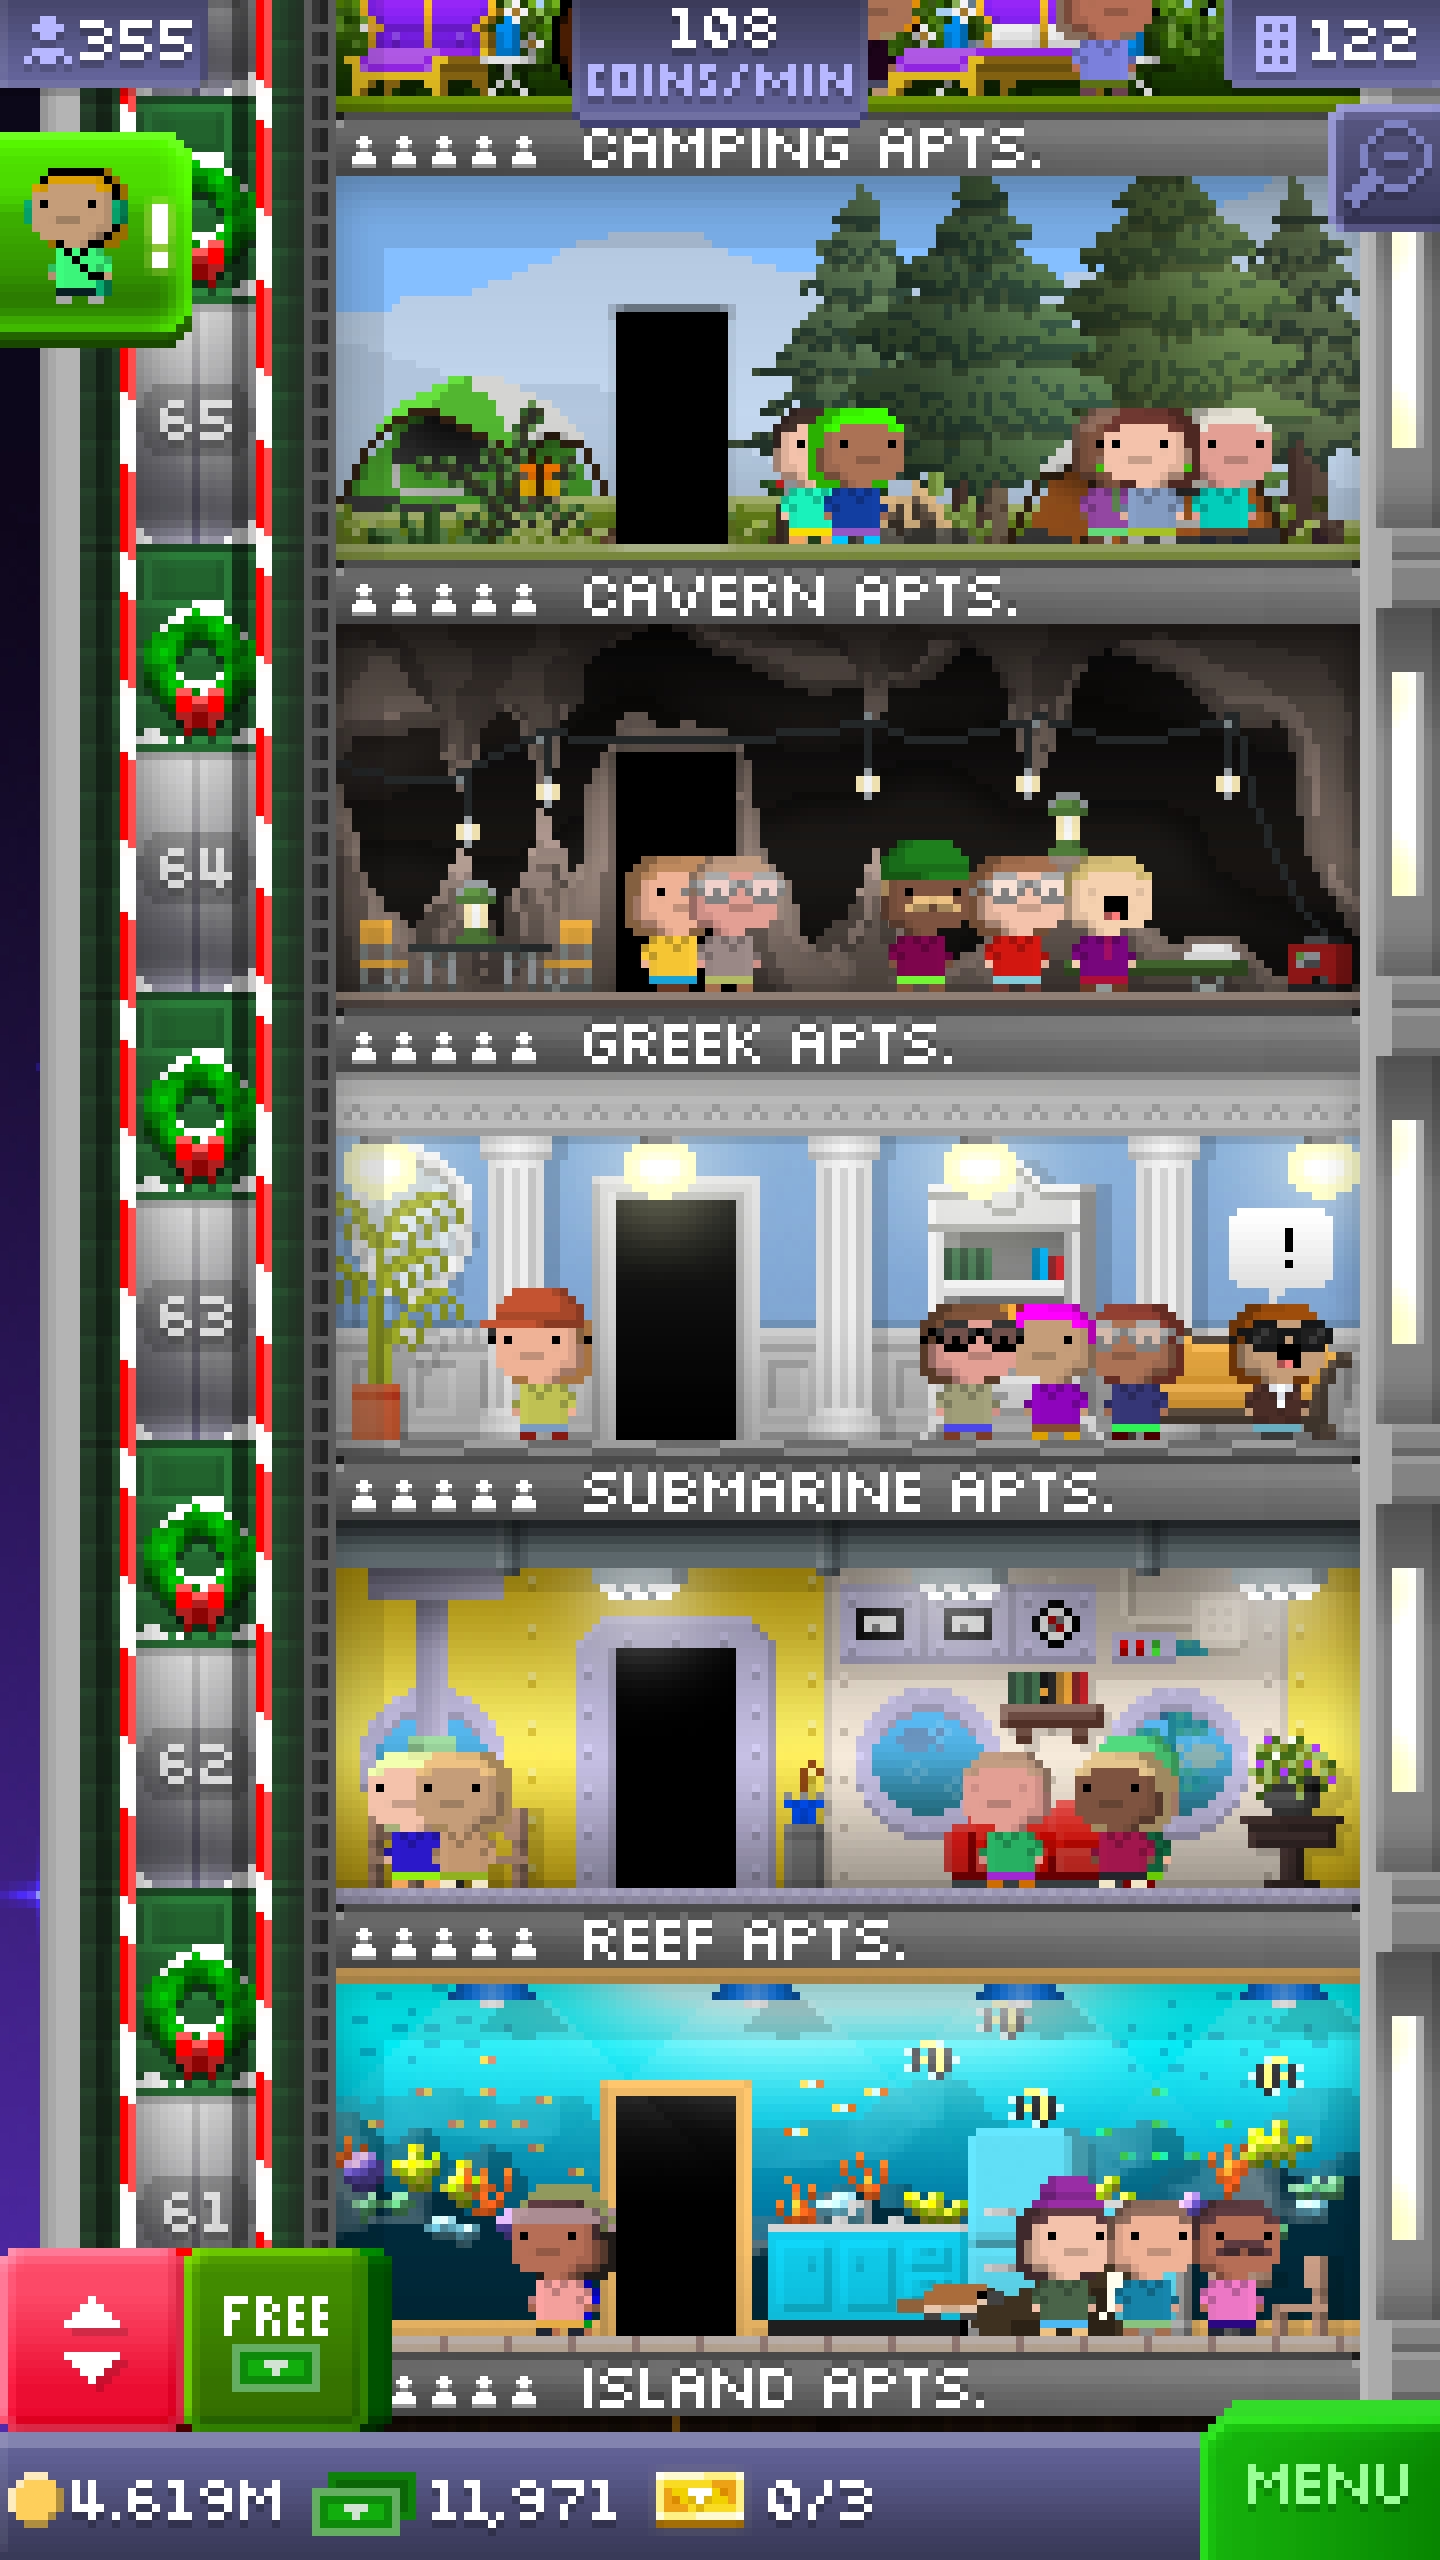 355
108
COINS/MIN
122
CAMPING APTS.
!
65
CAVERN APTS.
64
GREEK APTS.
!
63
SUBMARINE APTS.
62
REEF APTS.
61
FREE
ISLAND APTS.
4.619M
11,971
0/3
MENU